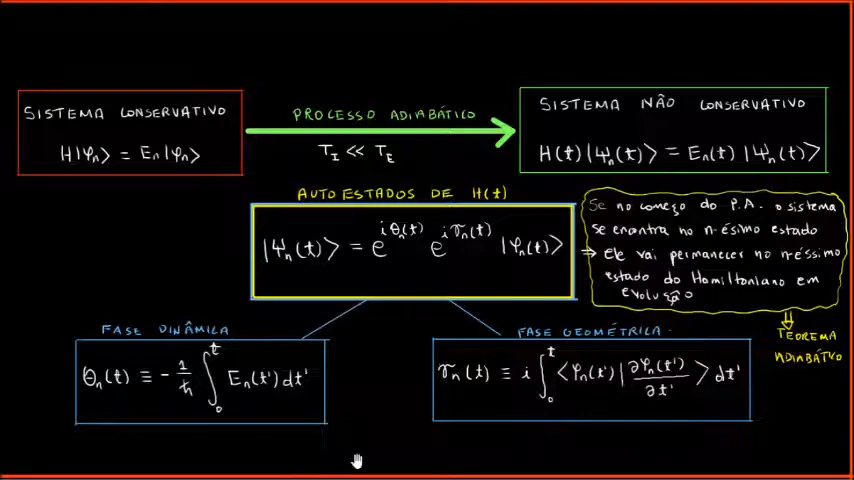 SISTEMA CONSERVATIVO
H|φn⟩ = En|φn⟩
PROCESSO ADIABÁTICO
TI << TE
SISTEMA NÃO CONSERVATIVO
H(t)|Ψn(t)⟩ = En(t)|Ψn(t)⟩
AUTOESTADOS DE H(t)
|Ψn(t)⟩ = e^{iθn(t)} e^{iγn(t)} |φn(t)⟩
Se no começo do P.A. o sistema
se encontra no n-ésimo estado
⇒ ele vai permanecer no n-éssimo
estado do Hamiltoniano em
evolução
⇓
TEOREMA
ADIABÁTICO
FASE DINÂMICA
θn(t) ≡ -1/ħ ∫₀ᵗ En(t')dt'
FASE GEOMÉTRICA.
γn(t) ≡ i ∫₀ᵗ ⟨φn(t')|∂φn(t')/∂t'⟩ dt'